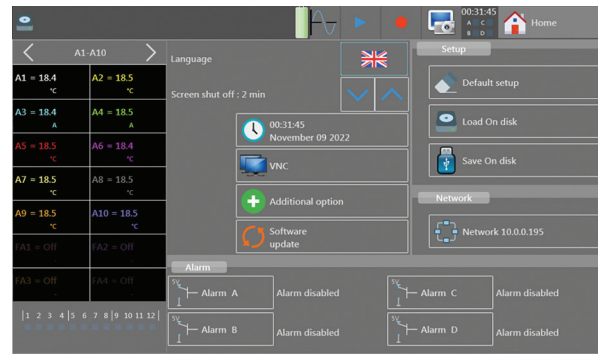 00:31:45
A C
B D
Home
A1-A10
A1 = 18.4
°C
A2 = 18.5
°C
A3 = 18.4
A
A4 = 18.5
A
A5 = 18.5
°C
A6 = 18.4
°C
A7 = 18.5
°C
A8 = 18.5
°C
A9 = 18.5
°C
A10 = 18.5
°C
FA1 = Off
FA2 = Off
FA3 = Off
FA4 = Off
1 2 3 4 5 6 7 8 9 10 11 12
Language
Screen shut off : 2 min
00:31:45
November 09 2022
VNC
Additional option
Software
update
Setup
Default setup
Load On disk
Save On disk
Network
Network 10.0.0.195
Alarm
5V
Alarm A
Alarm disabled
5V
Alarm C
Alarm disabled
5V
Alarm B
Alarm disabled
5V
Alarm D
Alarm disabled